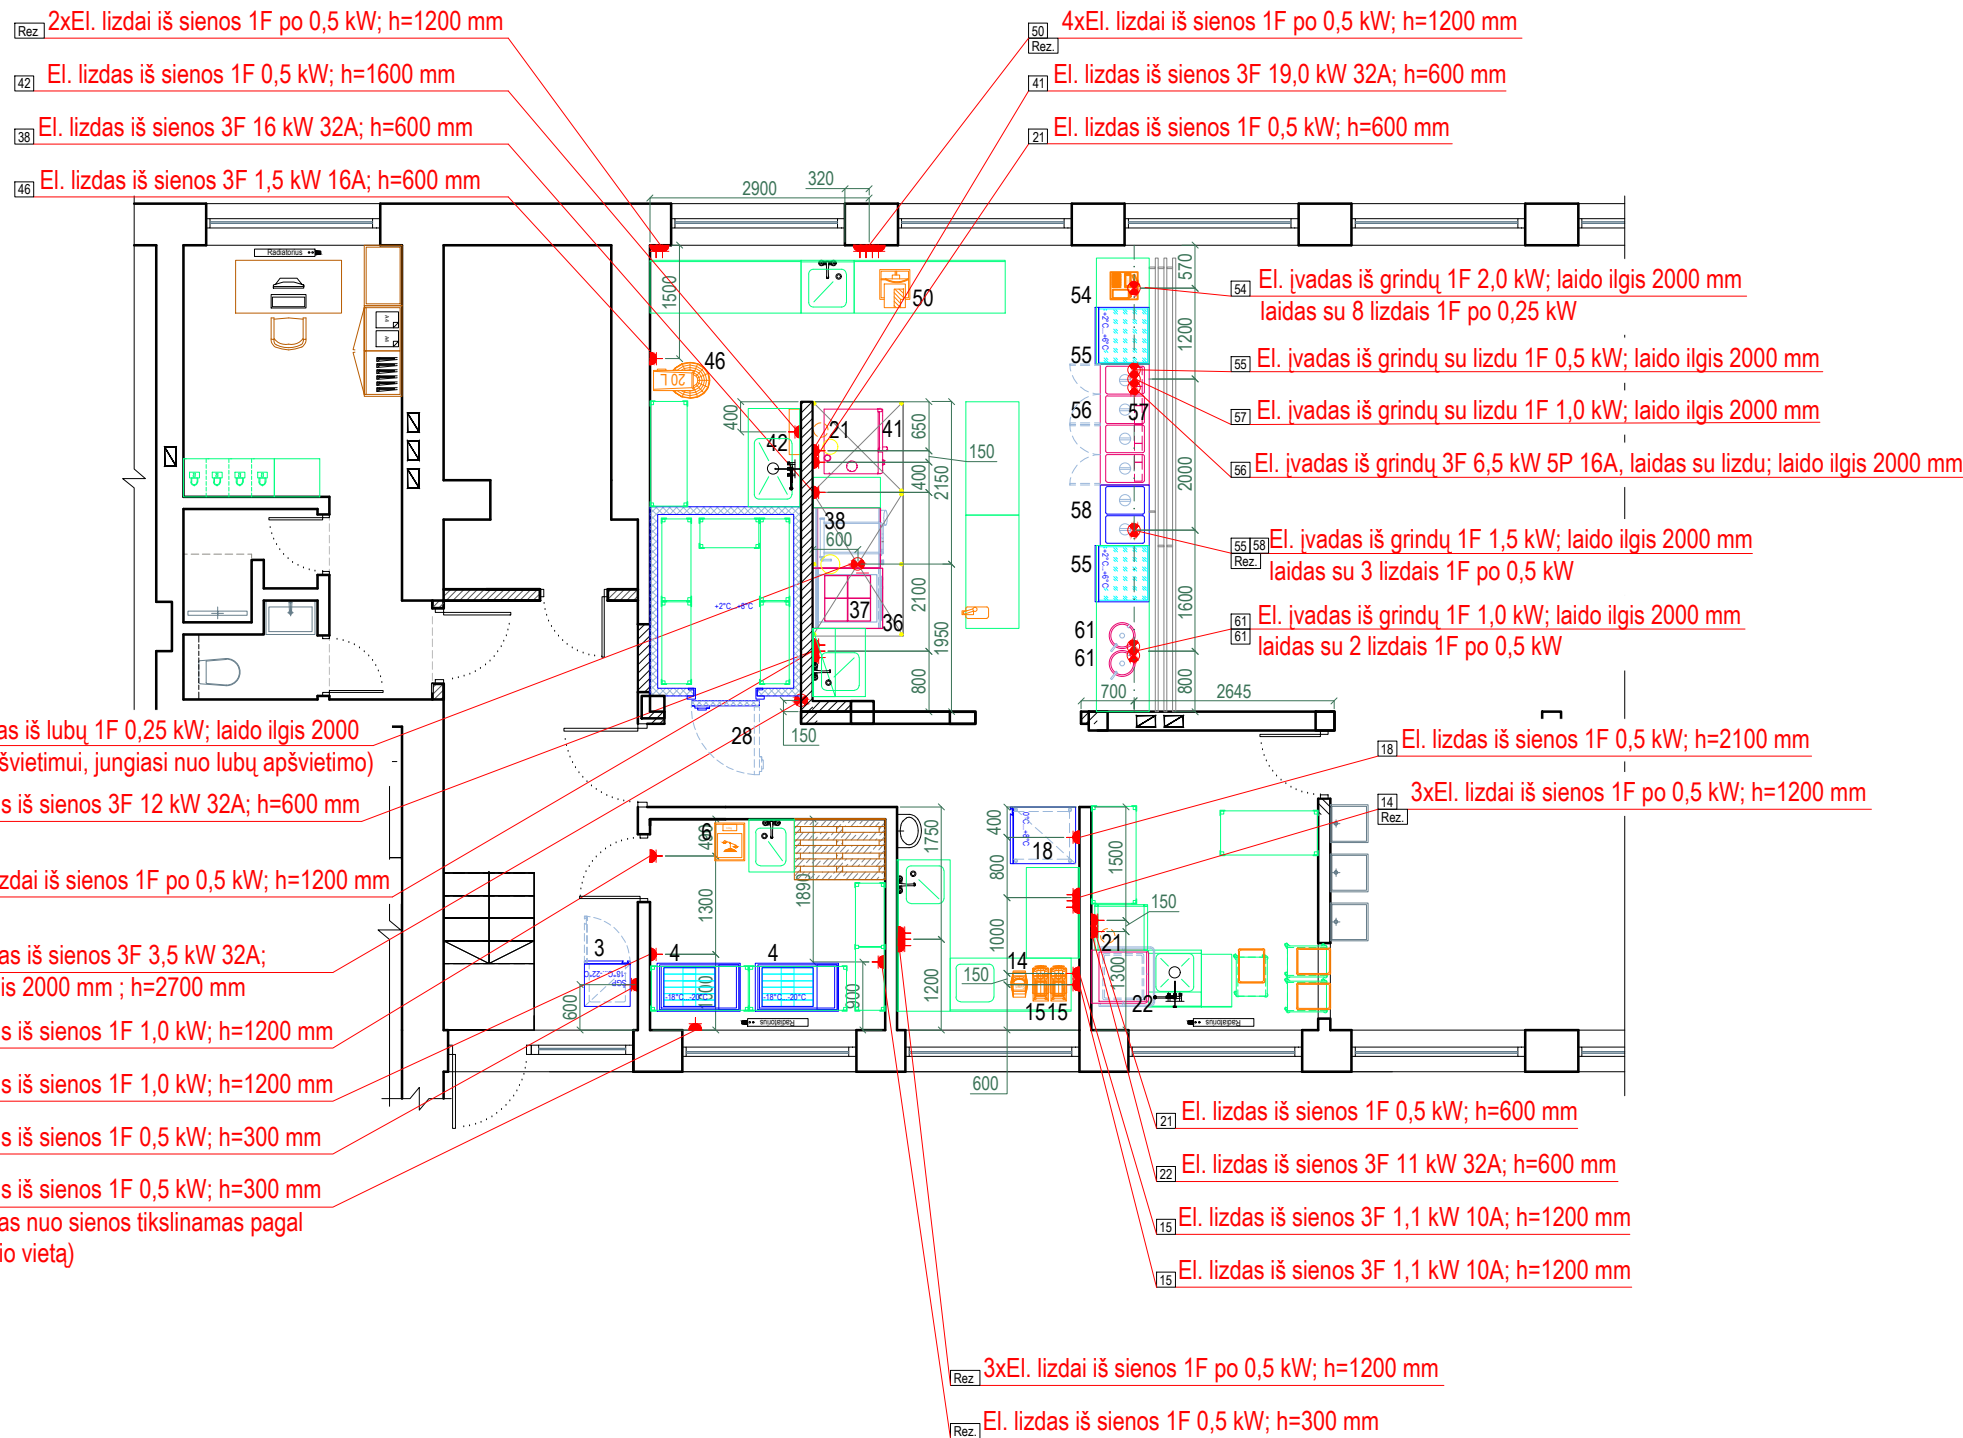 Rez 2xEl. lizdai iš sienos 1F po 0,5 kW; h=1200 mm
42 El. lizdas iš sienos 1F 0,5 kW; h=1600 mm
38 El. lizdas iš sienos 3F 16 kW 32A; h=600 mm
46 El. lizdas iš sienos 3F 1,5 kW 16A; h=600 mm
50 4xEl. lizdai iš sienos 1F po 0,5 kW; h=1200 mm
Rez.
41 El. lizdas iš sienos 3F 19,0 kW 32A; h=600 mm
21 El. lizdas iš sienos 1F 0,5 kW; h=600 mm
2900
320
Radiatorius
1500
50
46
20 L
400
42
21
41
650
150
400
2150
38
600
2100
1950
37
36
800
+2°C..+8°C
28
150
54
55
56
57
58
55
61
61
570
1200
2000
1600
800
700
2645
+2°C..+6°C
+2°C..+6°C
A4
A4
54 El. įvadas iš grindų 1F 2,0 kW; laido ilgis 2000 mm
laidas su 8 lizdais 1F po 0,25 kW
55 El. įvadas iš grindų su lizdu 1F 0,5 kW; laido ilgis 2000 mm
57 El. įvadas iš grindų su lizdu 1F 1,0 kW; laido ilgis 2000 mm
56 El. įvadas iš grindų 3F 6,5 kW 5P 16A, laidas su lizdu; laido ilgis 2000 mm
55 58 El. įvadas iš grindų 1F 1,5 kW; laido ilgis 2000 mm
Rez. laidas su 3 lizdais 1F po 0,5 kW
61 El. įvadas iš grindų 1F 1,0 kW; laido ilgis 2000 mm
61 laidas su 2 lizdais 1F po 0,5 kW
as iš lubų 1F 0,25 kW; laido ilgis 2000
švietimui, jungiasi nuo lubų apšvietimo)
s iš sienos 3F 12 kW 32A; h=600 mm
zdai iš sienos 1F po 0,5 kW; h=1200 mm
as iš sienos 3F 3,5 kW 32A;
is 2000 mm ; h=2700 mm
s iš sienos 1F 1,0 kW; h=1200 mm
s iš sienos 1F 1,0 kW; h=1200 mm
s iš sienos 1F 0,5 kW; h=300 mm
s iš sienos 1F 0,5 kW; h=300 mm
as nuo sienos tikslinamas pagal
io vietą)
18 El. lizdas iš sienos 1F 0,5 kW; h=2100 mm
14 3xEl. lizdai iš sienos 1F po 0,5 kW; h=1200 mm
Rez.
6
490
1300
1890
1000
900
3
600
4
4
-18°C..-20°C
-18°C..-20°C
Radiatorius
1750
1200
400
800
1000
150
600
0°C..+8°C
18
14
15 15
1500
150
21
1300
22
Radiatorius
21 El. lizdas iš sienos 1F 0,5 kW; h=600 mm
22 El. lizdas iš sienos 3F 11 kW 32A; h=600 mm
15 El. lizdas iš sienos 3F 1,1 kW 10A; h=1200 mm
15 El. lizdas iš sienos 3F 1,1 kW 10A; h=1200 mm
Rez 3xEl. lizdai iš sienos 1F po 0,5 kW; h=1200 mm
Rez. El. lizdas iš sienos 1F 0,5 kW; h=300 mm